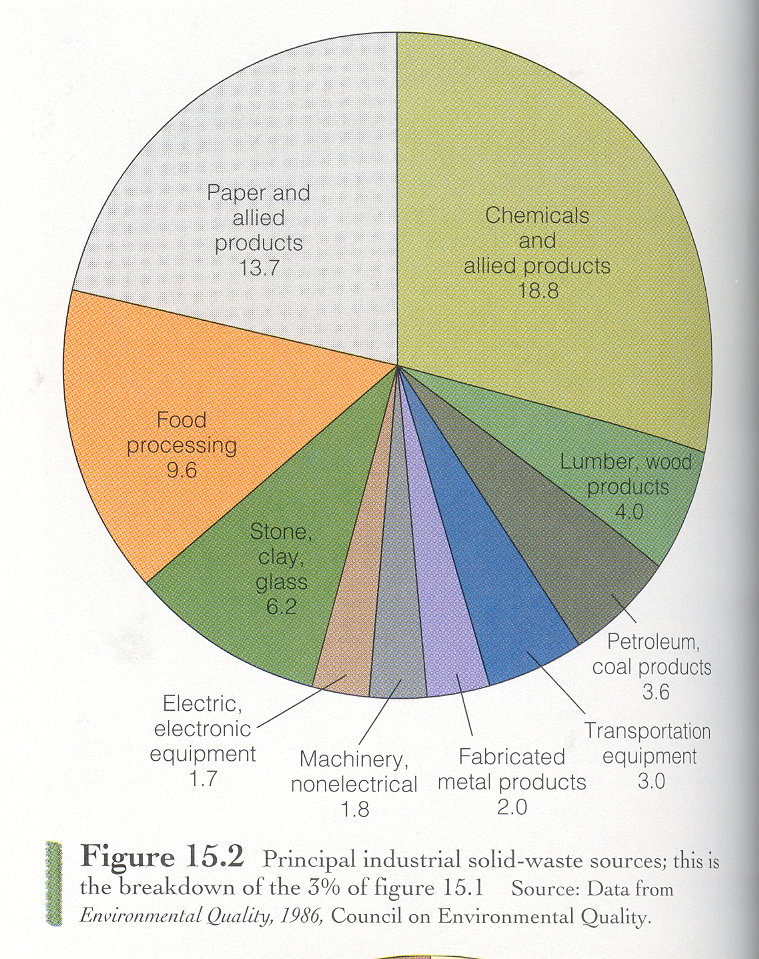 Paper and
allied
products
13.7
Chemicals
and
allied products
18.8
Food
processing
9.6
Lumber, wood
products
4.0
Stone,
clay,
glass
6.2
Petroleum,
coal products
3.6
Electric,
electronic
equipment
1.7
Machinery,
nonelectrical
1.8
Fabricated
metal products
2.0
Transportation
equipment
3.0
Figure 15.2 Principal industrial solid-waste sources; this is
the breakdown of the 3% of figure 15.1 Source: Data from
Environmental Quality, 1986, Council on Environmental Quality.